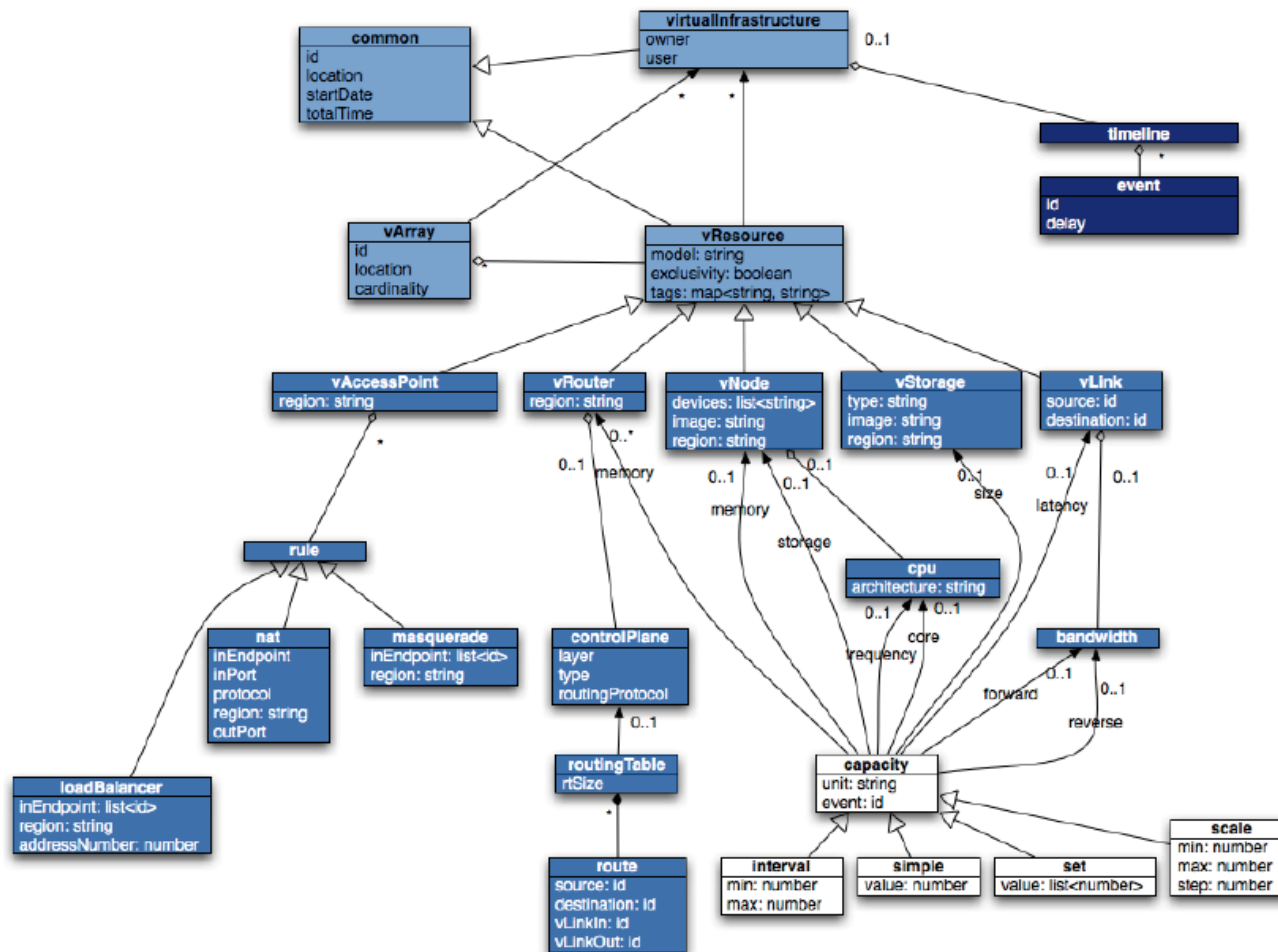 virtualInfrastructure
owner
user
0..1
common
id
location
startDate
totalTime
*
*
timeline
*
event
id
delay
vArray
id
location
cardinality
*
vResource
model: string
exclusivity: boolean
tags: map<string, string>
vAccessPoint
region: string
*
vRouter
region: string
0..*
0..1
memory
vNode
devices: list<string>
image: string
region: string
0..1
0..1
0..1
memory
storage
vStorage
type: string
image: string
region: string
0..1
size
vLink
source: id
destination: id
0..1
0..1
latency
rule
cpu
architecture: string
0..1
0..1
core
frequency
nat
inEndpoint
inPort
protocol
region: string
outPort
masquerade
inEndpoint: list<id>
region: string
controlPlane
layer
type
routingProtocol
0..1
bandwidth
0..1
0..1
forward
reverse
routingTable
rtSize
*
capacity
unit: string
event: id
loadBalancer
inEndpoint: list<id>
region: string
addressNumber: number
route
source: id
destination: id
vLinkIn: id
vLinkOut: id
interval
min: number
max: number
simple
value: number
set
value: list<number>
scale
min: number
max: number
step: number